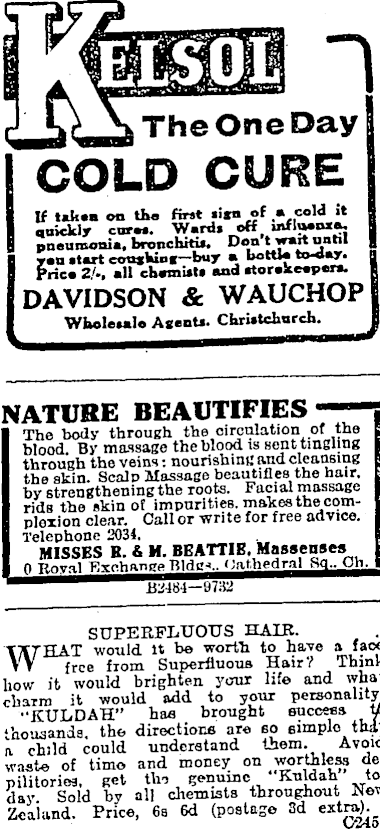 KELSOL
The One Day
COLD CURE
If taken on the first sign of a cold it
quickly cures. Wards off influenza,
pneumonia, bronchitis. Don't wait until
you start coughing—buy a bottle to-day.
Price 2/-, all chemists and storekeepers.
DAVIDSON & WAUCHOP
Wholesale Agents. Christchurch.
NATURE BEAUTIFIES
The body through the circulation of the
blood. By massage the blood is sent tingling
through the veins; nourishing and cleansing
the skin. Scalp Massage beautifles the hair,
by strengthening the roots. Facial massage
rids the skin of impurities, makes the com-
plexion clear. Call or write for free advice.
Telephone 2034.
MISSES R. & M. BEATTIE, Massenses
0 Royal Exchange Bldgs., Cathedral Sq., Ch.
B2484—9732
SUPERFLUOUS HAIR.
WHAT would it be worth to have a face
free from Superfluous Hair? Think
how it would brighten your life and what
charm it would add to your personality
"KULDAH" has brought success t
thousands, the directions are so simple tha
a child could understand them. Avoid
waste of time and money on worthless de
pilitories, get the genuine "Kuldah" to
day. Sold by all chemists throughout New
Zealand. Price, 6s 6d (postage 3d extra).
C245